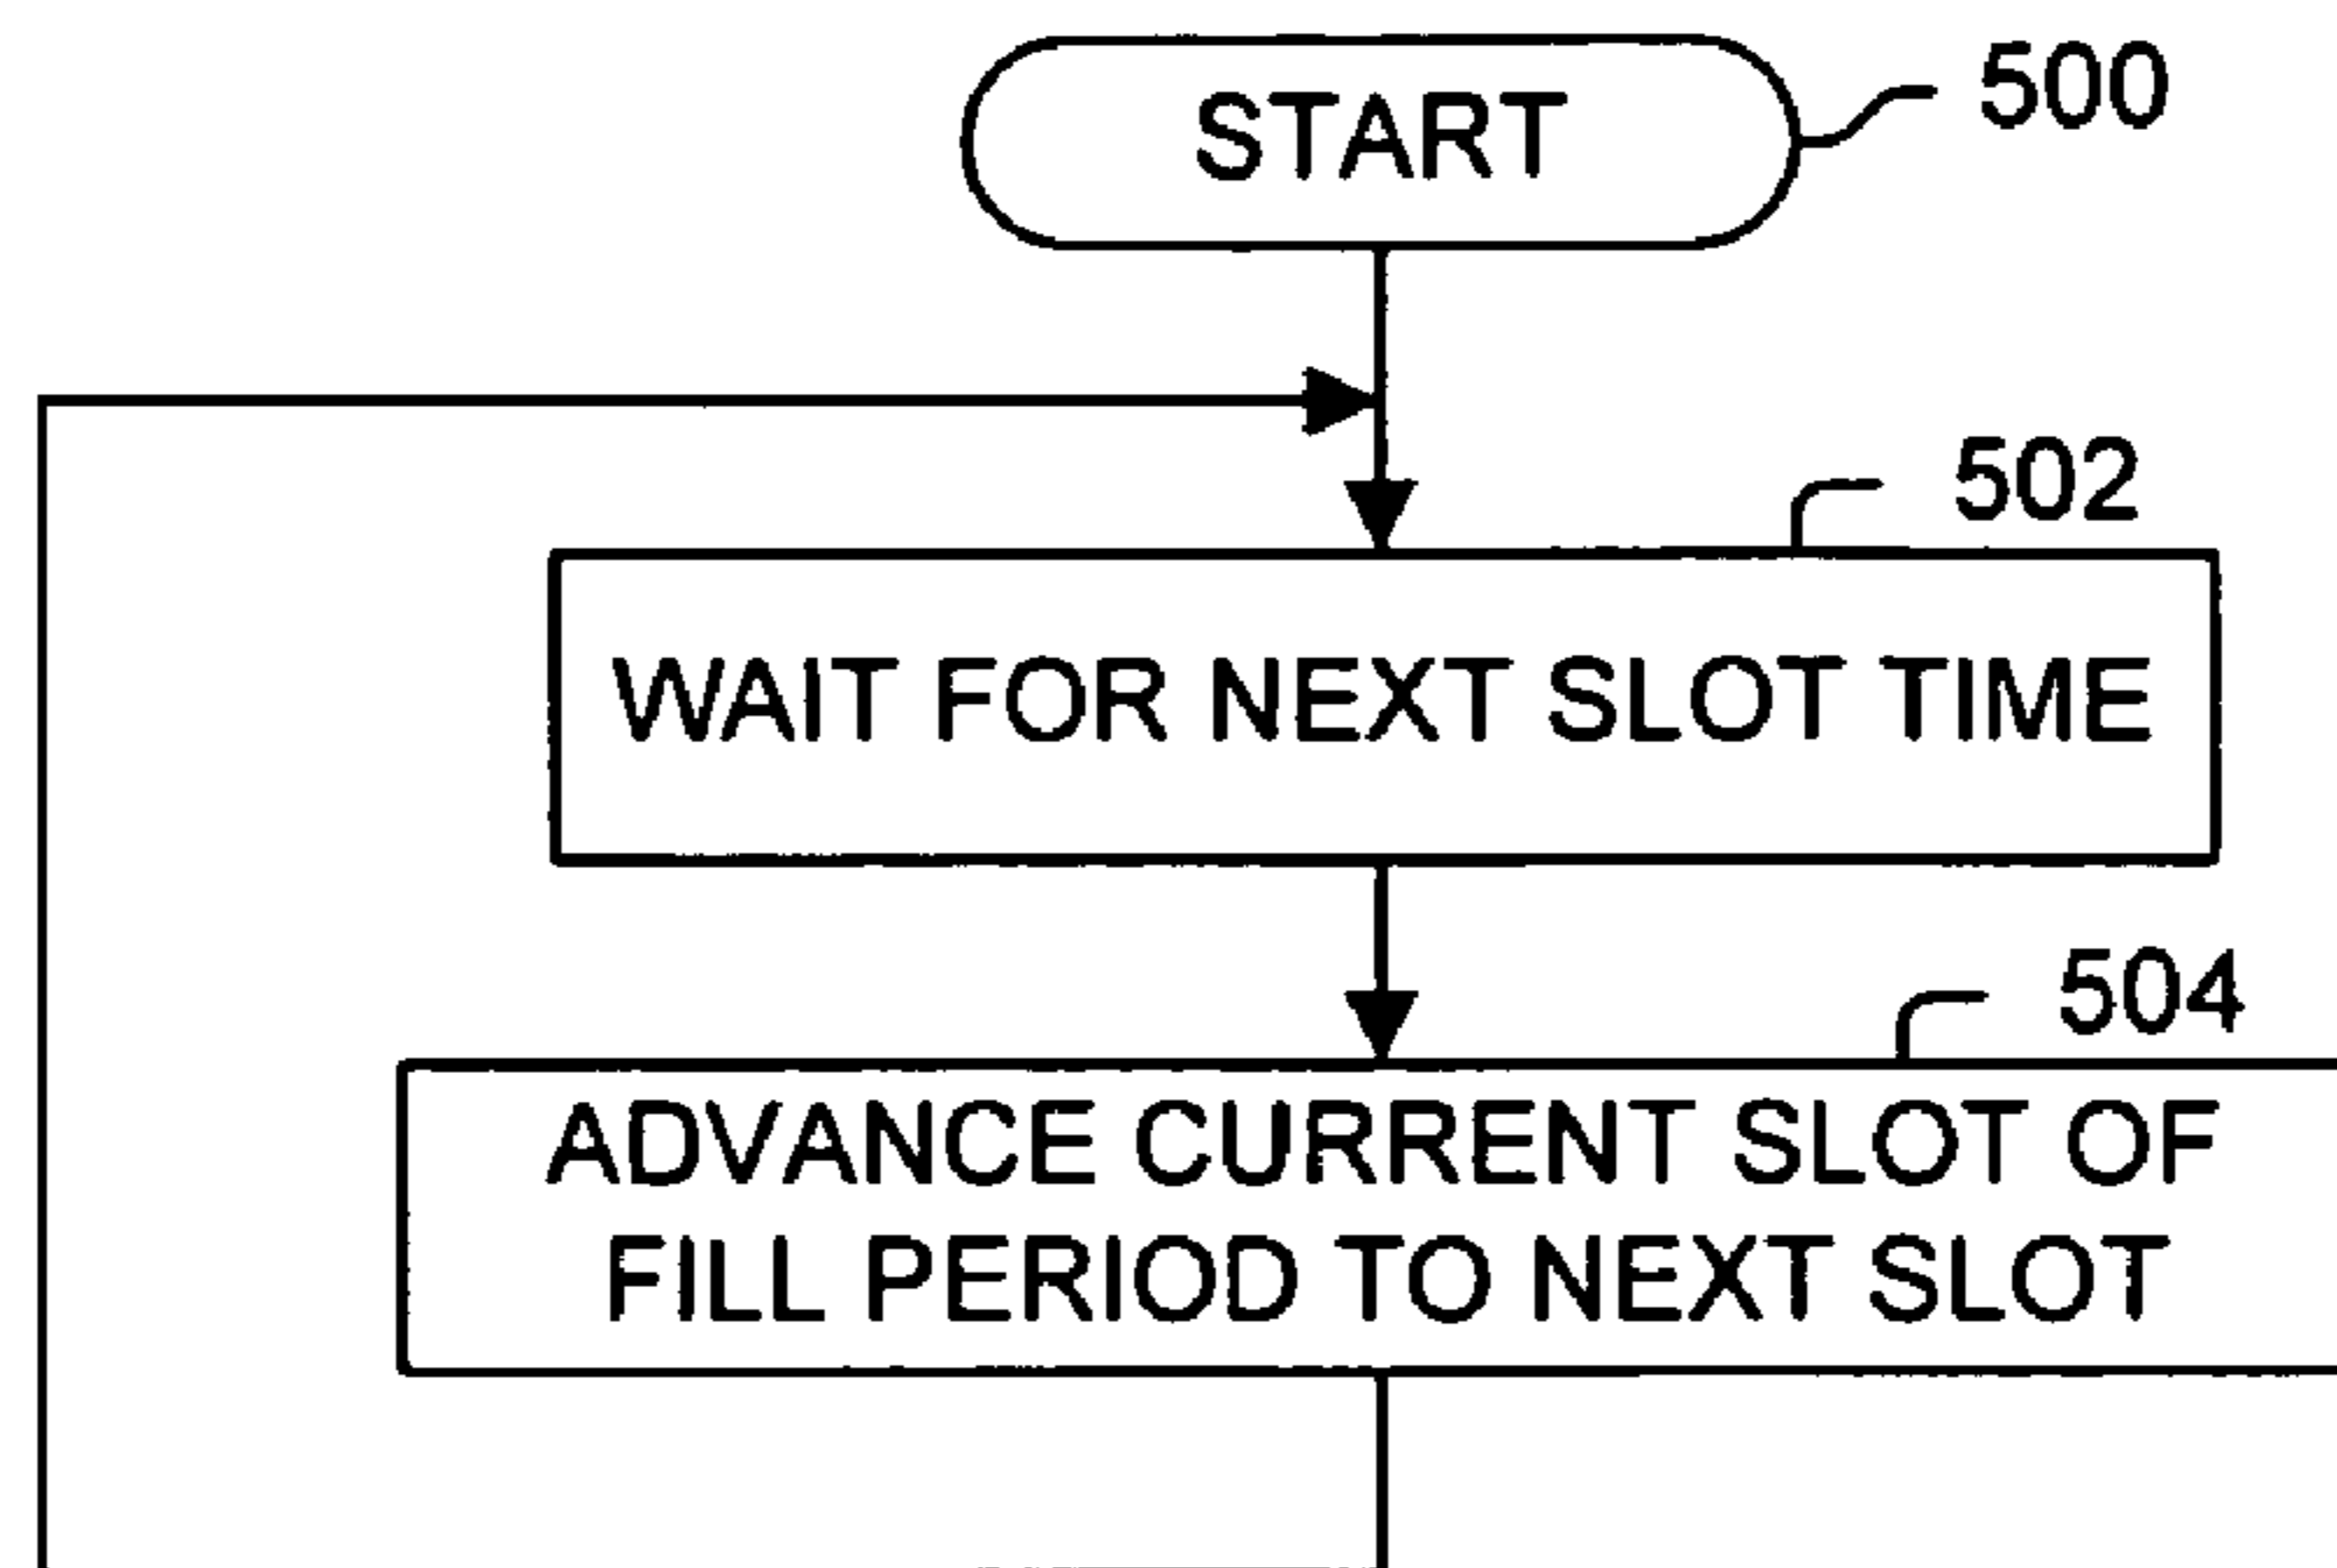 START
500
502
WAIT FOR NEXT SLOT TIME
504
ADVANCE CURRENT SLOT OF
FILL PERIOD TO NEXT SLOT